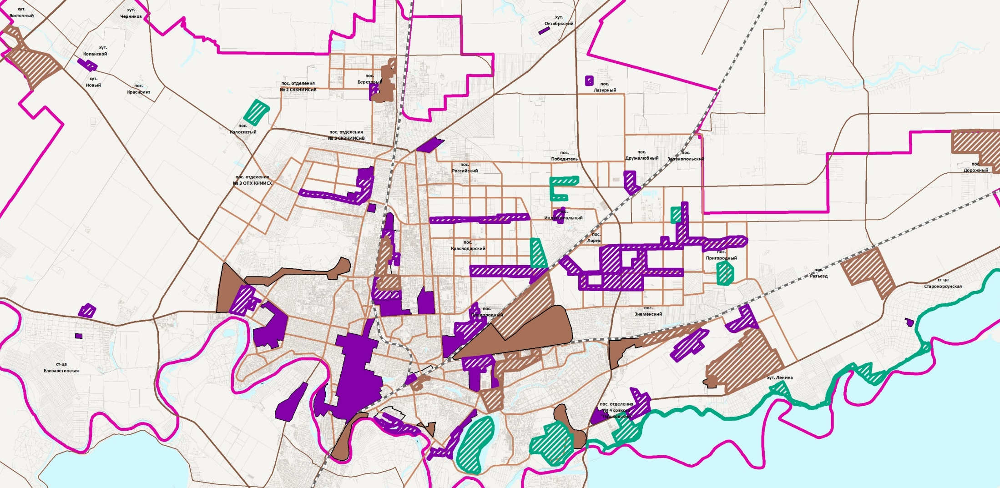 хут.
Восточный
хут.
Черников
хут.
Октябрьский
хут.
Копанской
хут.
Новый
пос.
Краснолит
пос. отделения
№ 2 СКЗНИИСиВ
пос.
Березовый
пос.
Лазурный
пос.
Колосистый
пос. отделения
№ 3 СКЗНИИСиВ
пос.
Победитель
пос.
Дружелюбный
пос.
Зеленопольский
пос.
Российский
пос.
Дорожный
пос. отделения
№ 3 ОПХ КНИИСХ
пос.
Индустриальный
пос.
Лорис
пос.
Краснодарский
пос.
Пригородный
пос.
Разъезд
ст-ца
Старокорсунская
пос.
Плодородный
пос.
Знаменский
ст-ца
Елизаветинская
хут. Ленина
пос. отделения
№ 4 совхоза
"Пашковский"